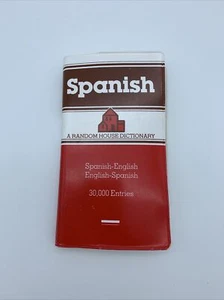 Spanish
A RANDOM HOUSE DICTIONARY
Spanish-English
English-Spanish
30,000 Entries